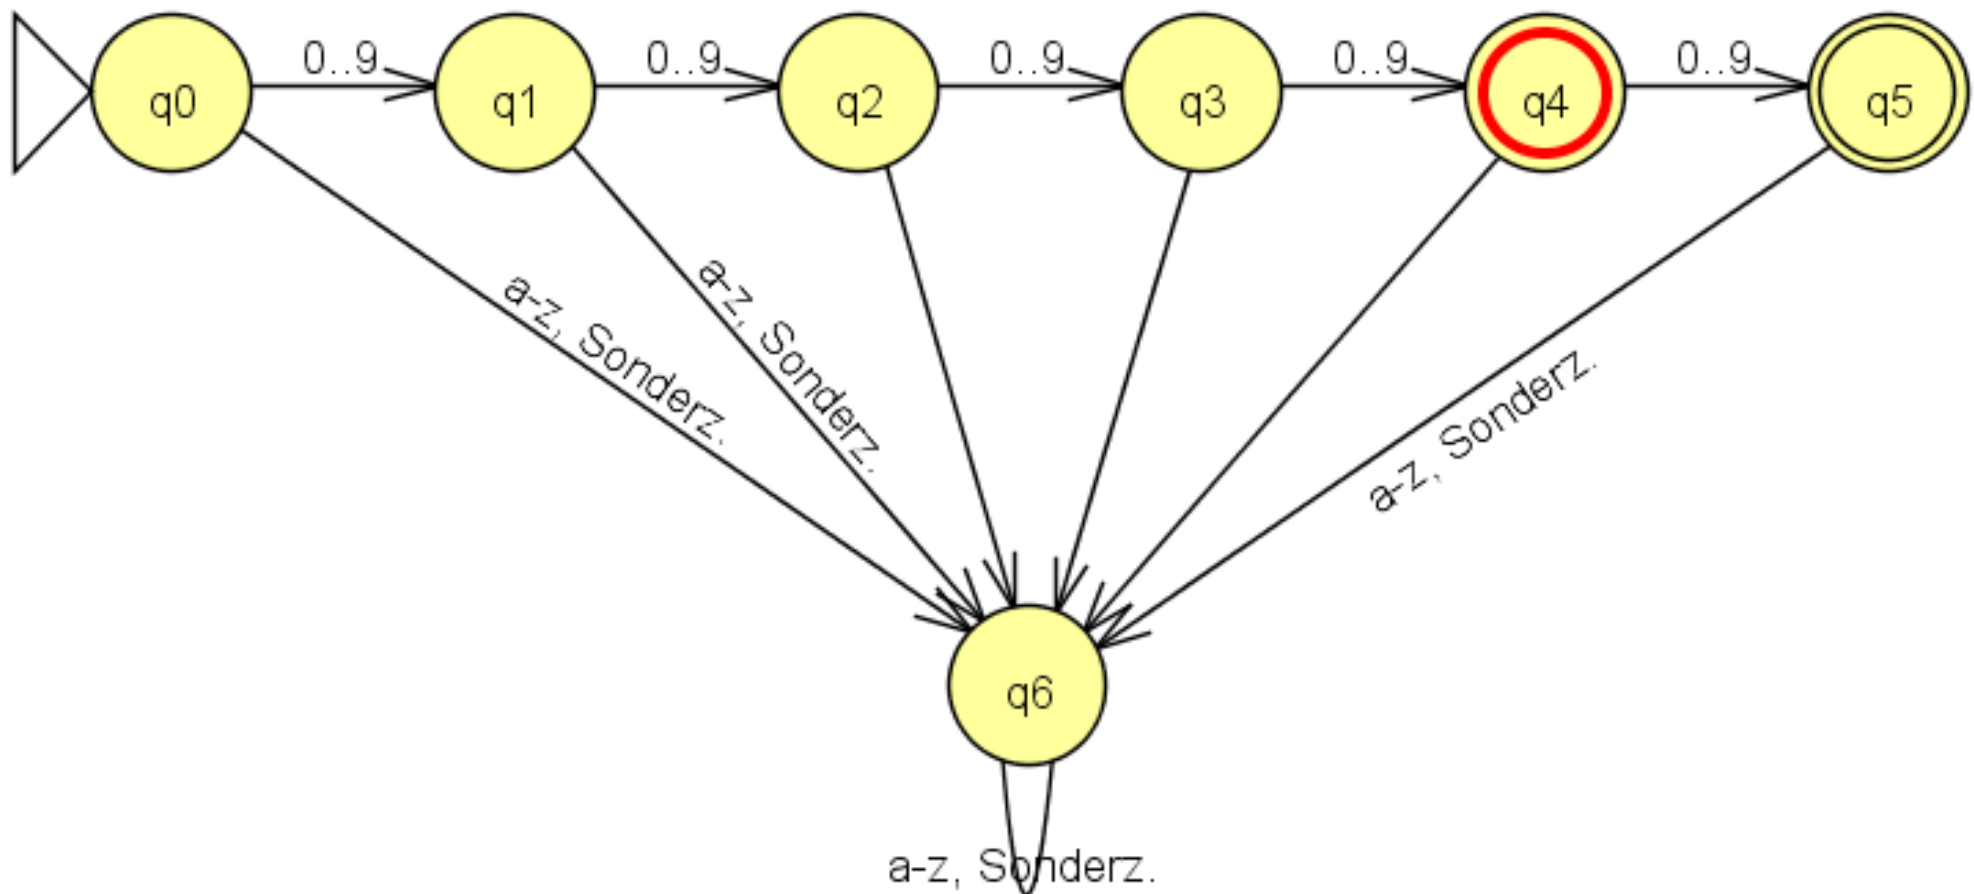 0..9
0..9
0..9
0..9
0..9
q0
q1
q2
q3
q4
q5
a-z, Sonderz.
a-z, Sonderz.
a-z, Sonderz.
q6
a-z, Sonderz.